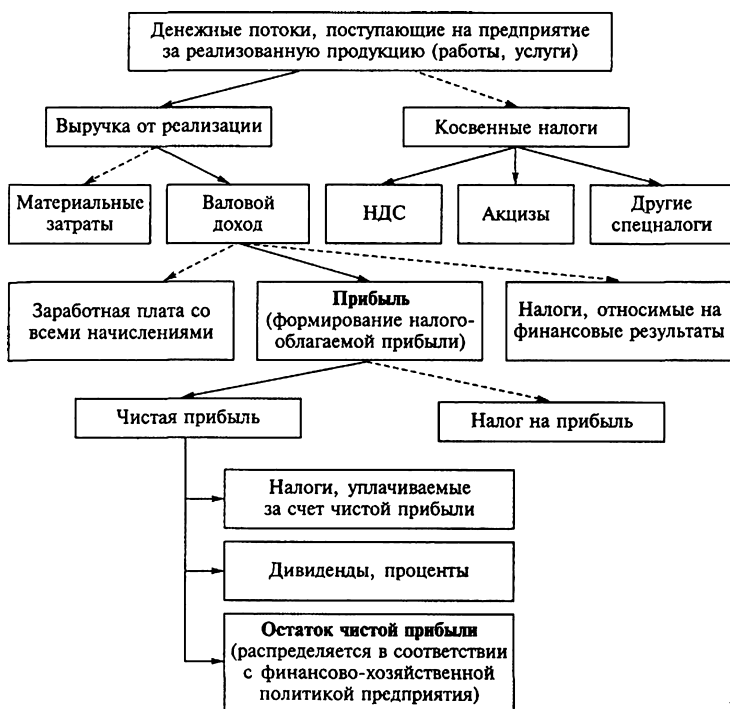 Денежные потоки, поступающие на предприятие
за реализованную продукцию (работы, услуги)
Выручка от реализации
Косвенные налоги
Материальные
затраты
Валовой
доход
НДС
Акцизы
Другие
спецналоги
Заработная плата со
всеми начислениями
Прибыль
(формирование налого-
облагаемой прибыли)
Налоги, относимые на
финансовые результаты
Чистая прибыль
Налог на прибыль
Налоги, уплачиваемые
за счет чистой прибыли
Дивиденды, проценты
Остаток чистой прибыли
(распределяется в соответствии
с финансово-хозяйственной
политикой предприятия)